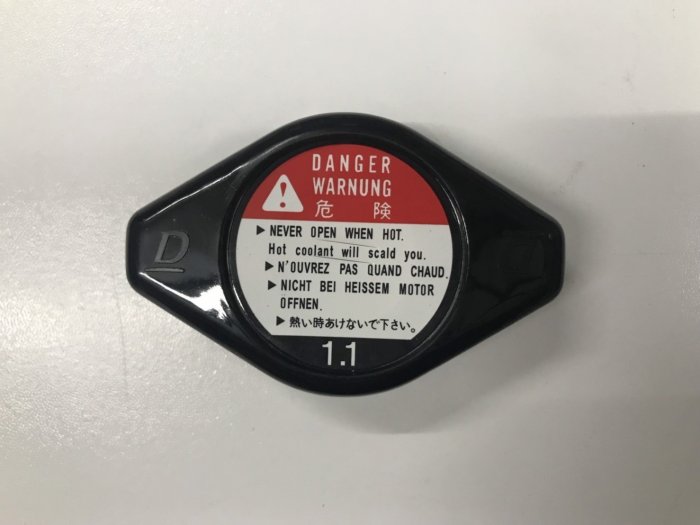 DANGER
WARNUNG
危 険
▶ NEVER OPEN WHEN HOT.
Hot coolant will scald you.
▶ N'OUVREZ PAS QUAND CHAUD.
▶ NICHT BEI HEISSEM MOTOR
OFFNEN.
▶ 熱い時あけないで下さい。
D
1.1